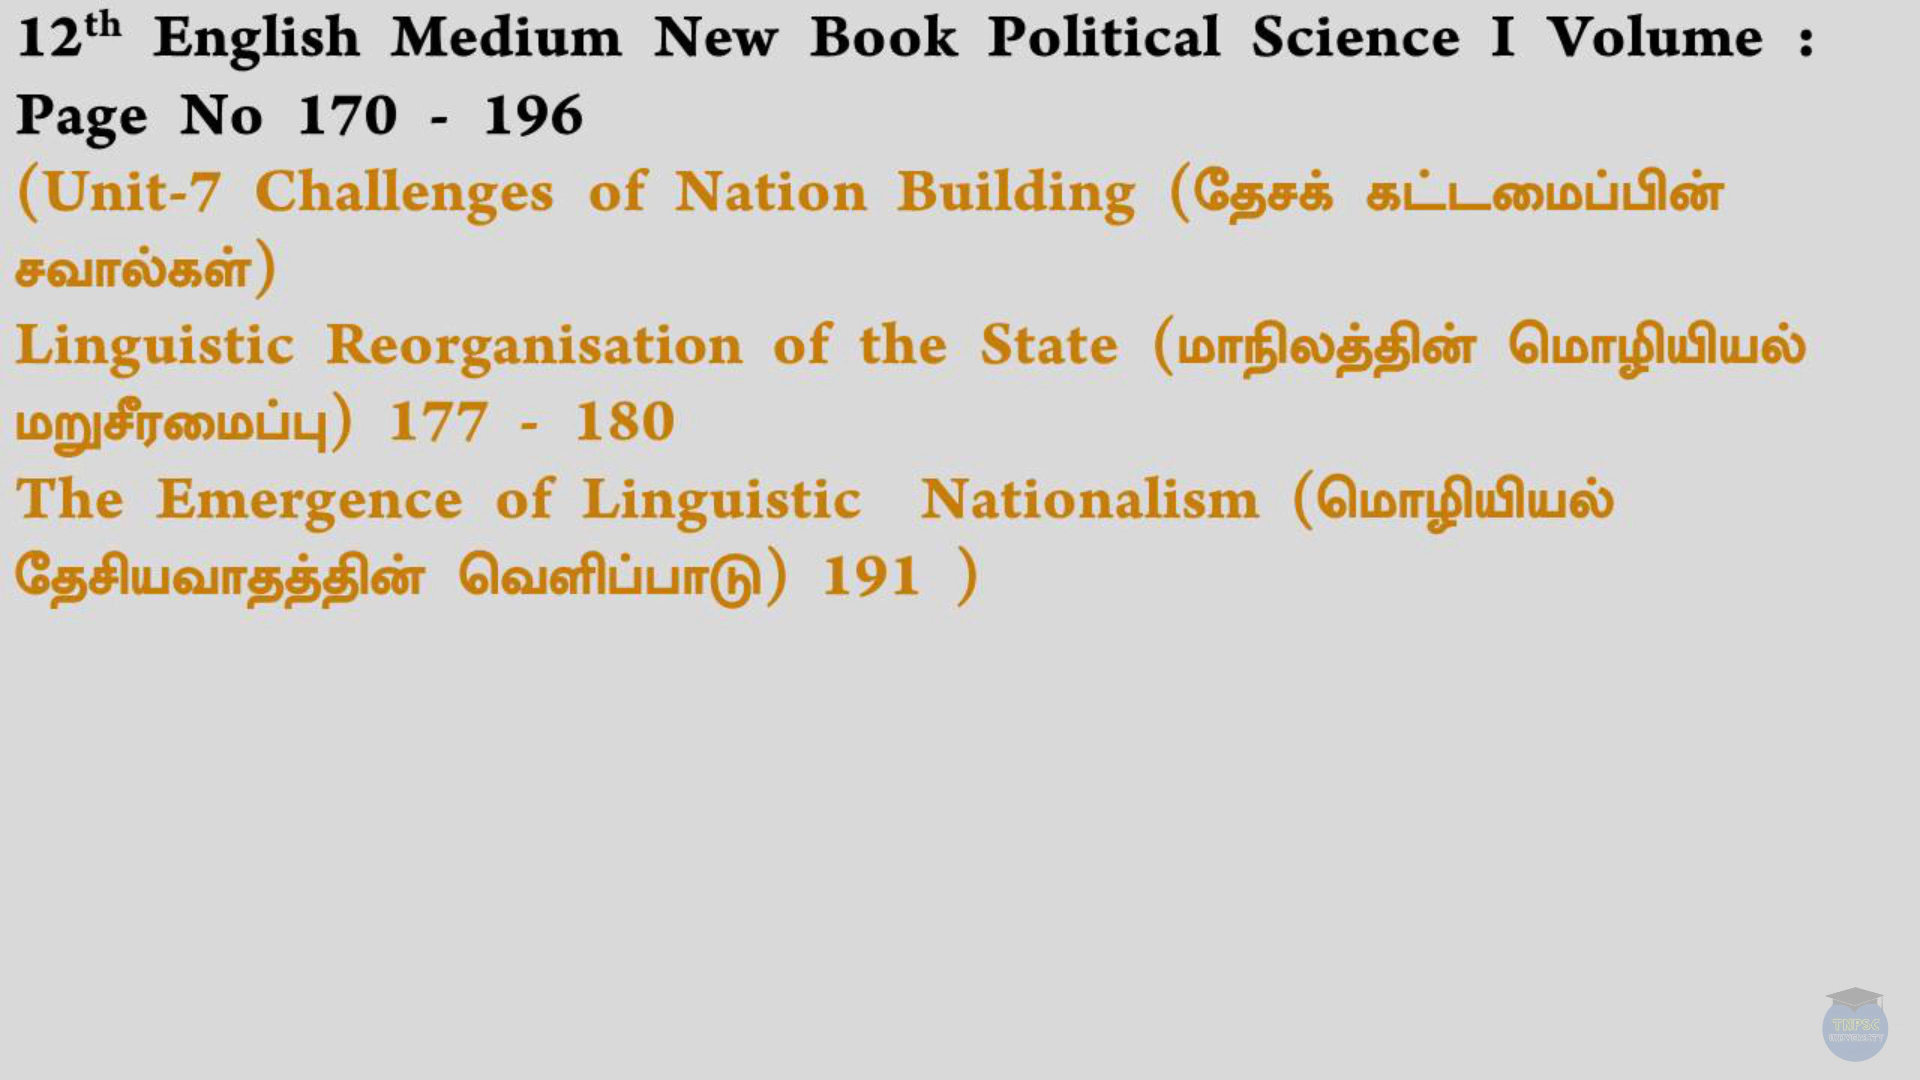 12th English Medium New Book Political Science I Volume :
Page No 170 - 196
(Unit-7 Challenges of Nation Building (தேசக் கட்டமைப்பின்
சவால்கள்)
Linguistic Reorganisation of the State (மாநிலத்தின் மொழியியல்
மறுசீரமைப்பு) 177 - 180
The Emergence of Linguistic Nationalism (மொழியியல்
தேசியவாதத்தின் வெளிப்பாடு) 191 )
TNPSC
UNIVERSITY